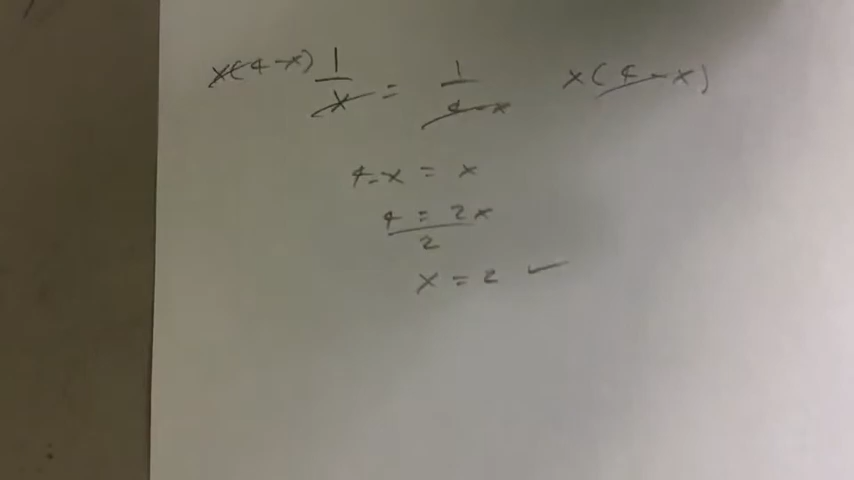 x(4-x) 1/x = 1/4-x x(4-x)
4-x = x
4 = 2x
2
x = 2 ✓